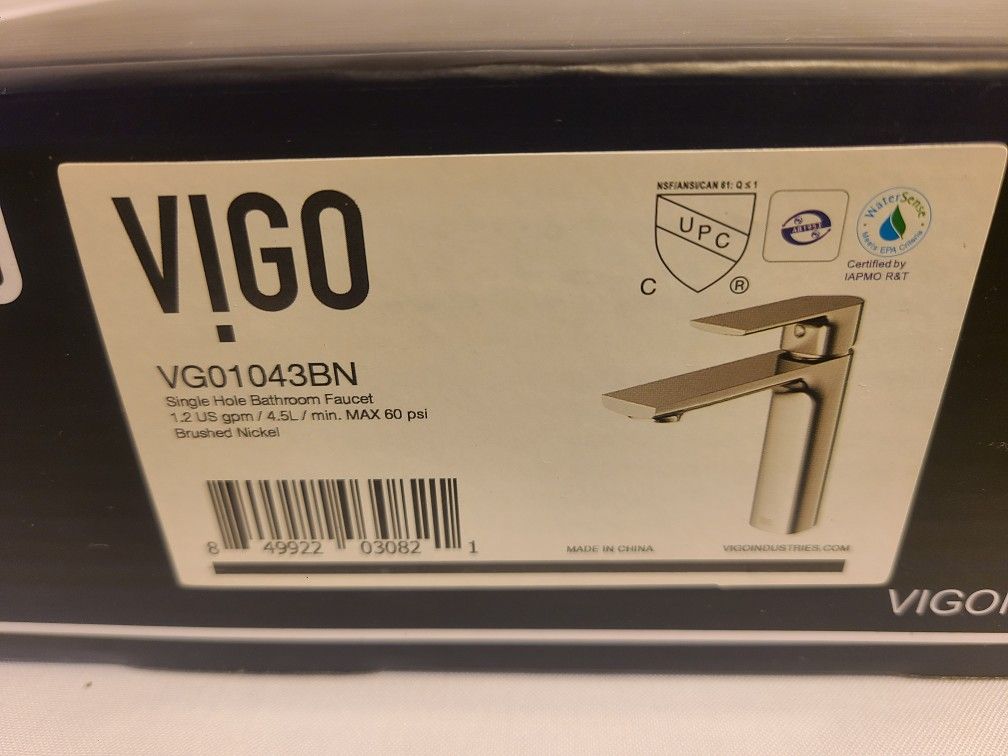 VIGO
NSF/ANSI/CAN 61: Q ≤ 1
UPC
C ®
AB1953
WaterSense
Meets EPA Criteria
Certified by
IAPMO R&T
VG01043BN
Single Hole Bathroom Faucet
1.2 US gpm / 4.5L / min. MAX 60 psi
Brushed Nickel
8 49922 03082 1
MADE IN CHINA
VIGOINDUSTRIES.COM
VIGOI